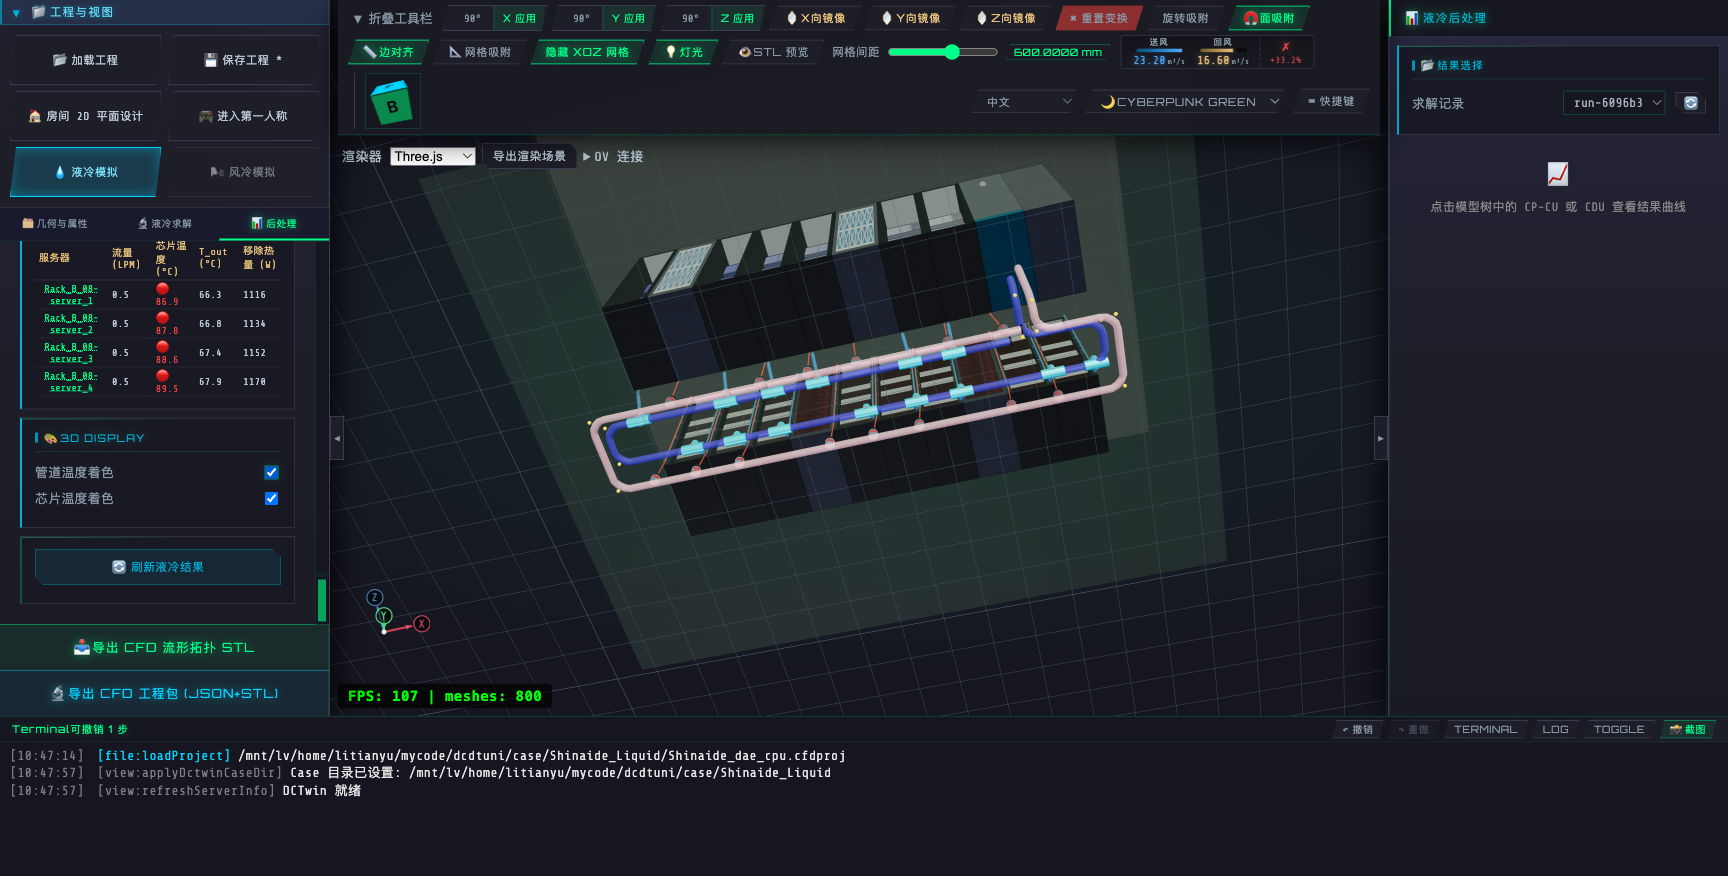 ▼ 工程与视图
加载工程
保存工程 *
房间 2D 平面设计
进入第一人称
液冷模拟
风冷模拟
几何与属性
液冷求解
后处理
服务器 流量 (LPM) 芯片温度 (°C) T_out (°C) 移除热量 (W)
Rack_B_08-server_1 0.5 86.9 66.3 1116
Rack_B_08-server_2 0.5 87.8 66.8 1134
Rack_B_08-server_3 0.5 88.6 67.4 1152
Rack_B_08-server_4 0.5 89.5 67.9 1170
3D DISPLAY
管道温度着色
芯片温度着色
刷新液冷结果
导出 CFD 流形拓扑 STL
导出 CFD 工程包 (JSON+STL)
▼ 折叠工具栏
90° X 应用
90° Y 应用
90° Z 应用
X向镜像
Y向镜像
Z向镜像
✖ 重置变换
旋转吸附
面吸附
边对齐
网格吸附
隐藏 XOZ 网格
灯光
STL 预览
网格间距
600.0000 mm
送风
23.20 m³/s
回风
16.60 m³/s
✗
+33.2%
B
中文
CYBERPUNK GREEN
快捷键
渲染器
Three.js
导出渲染场景
▶ OV 连接
Z
Y
X
FPS: 107 | meshes: 800
液冷后处理
结果选择
求解记录
run-6096b3
点击模型树中的 CP-CU 或 CDU 查看结果曲线
Terminal可撤销 1 步
↶ 撤销
↷ 重做
TERMINAL
LOG
TOGGLE
截图
[10:47:14] [file:loadProject] /mnt/lv/home/litianyu/mycode/dcdtuni/case/Shinaide_Liquid/Shinaide_dae_cpu.cfdproj
[10:47:57] [view:applyDctwinCaseDir] Case 目录已设置: /mnt/lv/home/litianyu/mycode/dcdtuni/case/Shinaide_Liquid
[10:47:57] [view:refreshServerInfo] DCTwin 就绪